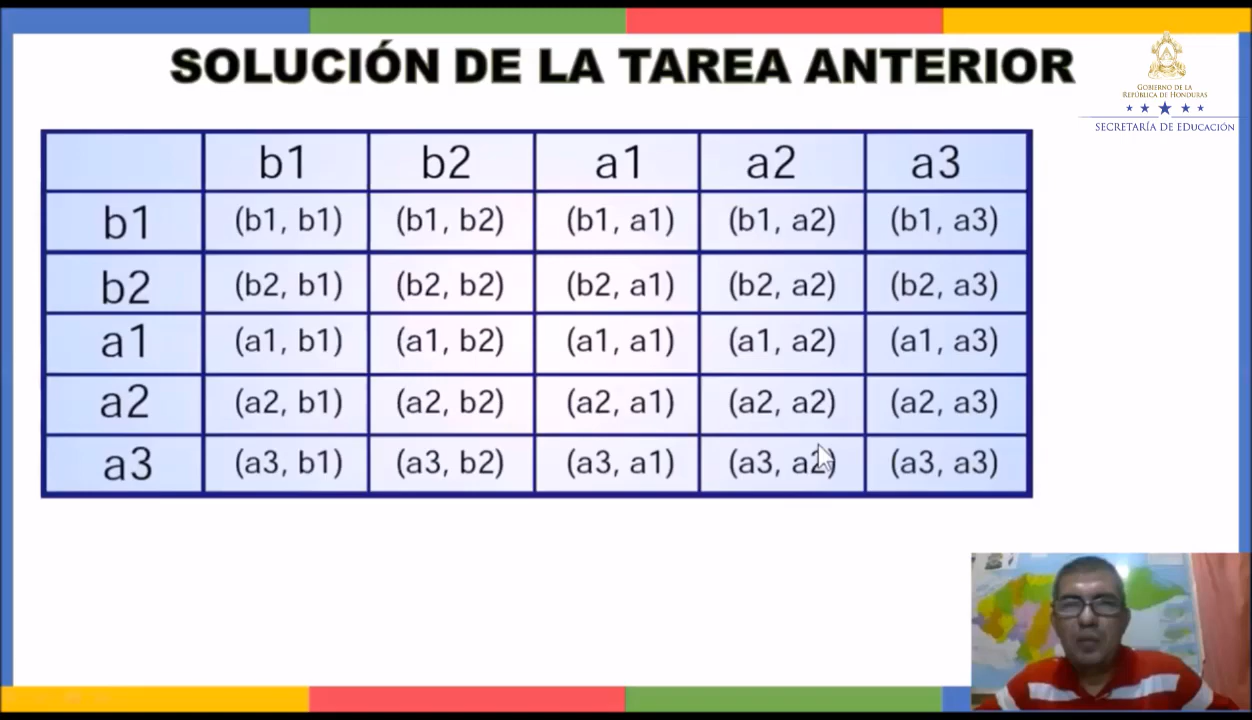 SOLUCIÓN DE LA TAREA ANTERIOR
GOBIERNO DE LA
REPÚBLICA DE HONDURAS
SECRETARÍA DE EDUCACIÓN
b1 b2 a1 a2 a3
b1 (b1, b1) (b1, b2) (b1, a1) (b1, a2) (b1, a3)
b2 (b2, b1) (b2, b2) (b2, a1) (b2, a2) (b2, a3)
a1 (a1, b1) (a1, b2) (a1, a1) (a1, a2) (a1, a3)
a2 (a2, b1) (a2, b2) (a2, a1) (a2, a2) (a2, a3)
a3 (a3, b1) (a3, b2) (a3, a1) (a3, a2) (a3, a3)